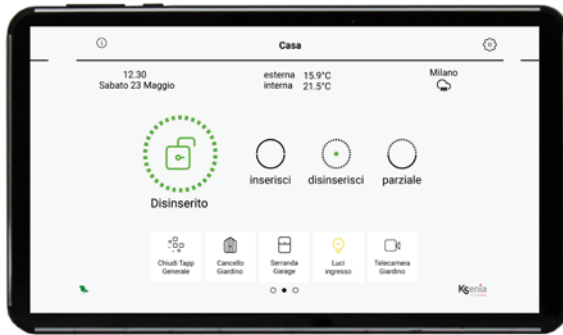 Casa
12.30
Sabato 23 Maggio
esterna 15.9°C
interna 21.5°C
Milano
inserisci
disinserisci
parziale
Disinserito
Chiudi Tapp
Generale
Cancello
Giardino
Serranda
Garage
Luci
ingresso
Telecamera
Giardino
Ksenia